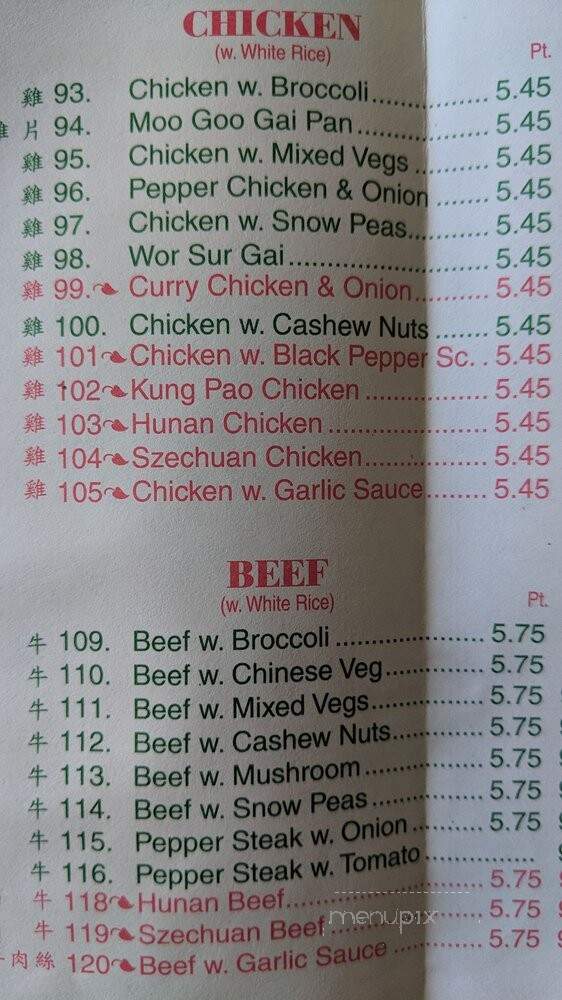 CHICKEN
(w. White Rice)
Pt.
雞 93. Chicken w. Broccoli ................ 5.45
片 94. Moo Goo Gai Pan .................. 5.45
雞 95. Chicken w. Mixed Vegs .......... 5.45
雞 96. Pepper Chicken & Onion ....... 5.45
雞 97. Chicken w. Snow Peas............ 5.45
雞 98. Wor Sur Gai ........................... 5.45
雞 99. Curry Chicken & Onion.......... 5.45
雞 100. Chicken w. Cashew Nuts ....... 5.45
雞 101 Chicken w. Black Pepper Sc. . 5.45
雞 102 Kung Pao Chicken ................ 5.45
雞 103 Hunan Chicken ..................... 5.45
雞 104 Szechuan Chicken................ 5.45
雞 105 Chicken w. Garlic Sauce........ 5.45
BEEF
(w. White Rice)
Pt.
牛 109. Beef w. Broccoli .................... 5.75
牛 110. Beef w. Chinese Veg ............. 5.75
牛 111. Beef w. Mixed Vegs ............... 5.75
牛 112. Beef w. Cashew Nuts............. 5.75
牛 113. Beef w. Mushroom ................ 5.75
牛 114. Beef w. Snow Peas ............... 5.75
牛 115. Pepper Steak w. Onion .......... 5.75
牛 116. Pepper Steak w. Tomato ................
牛 118 Hunan Beef............................ 5.75
牛 119 Szechuan Beef...................... 5.75
肉絲 120 Beef w. Garlic Sauce ............. 5.75
menupix